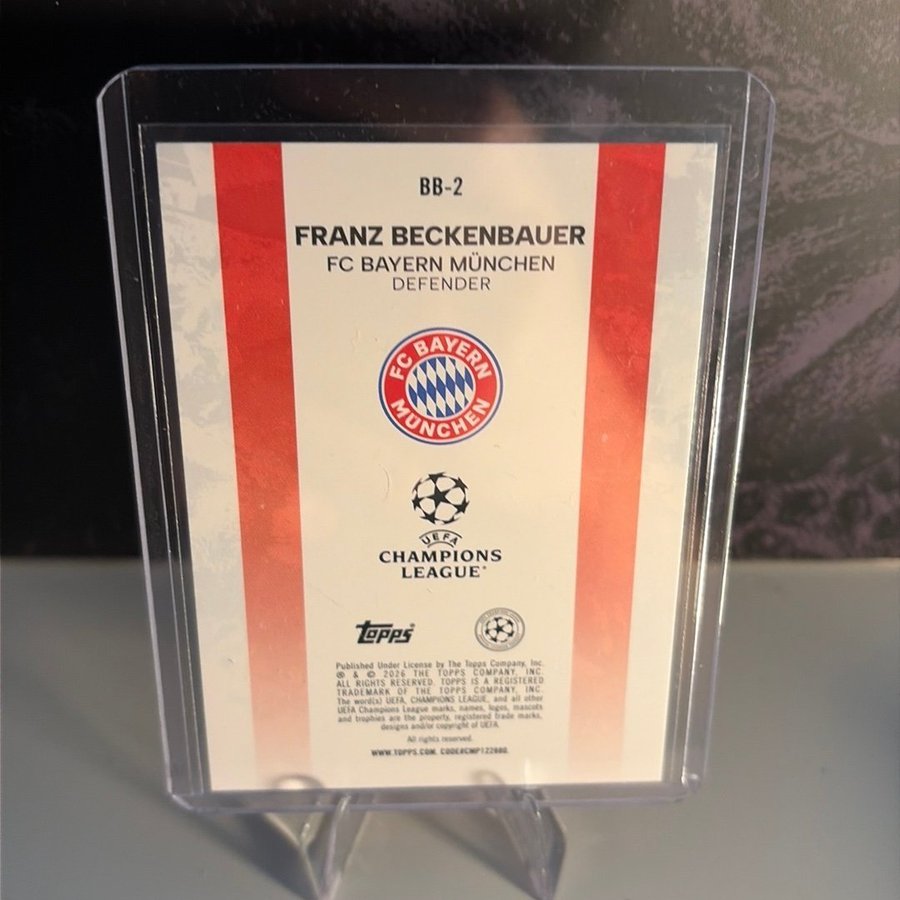 BB-2
FRANZ BECKENBAUER
FC BAYERN MÜNCHEN
DEFENDER
FC BAYERN
MÜNCHEN
UEFA
CHAMPIONS
LEAGUE®
Topps®
Published Under License by The Topps Company, Inc.
® & © 2026 THE TOPPS COMPANY, INC.
ALL RIGHTS RESERVED. TOPPS IS A REGISTERED
TRADEMARK OF THE TOPPS COMPANY, INC.
The word(s) UEFA, CHAMPIONS LEAGUE, and all other
UEFA Champions League marks, names, logos, mascots
and trophies are the property, registered trade marks,
designs and/or copyright of UEFA.
All rights reserved.
WWW.TOPPS.COM. CODE#CMP122680.